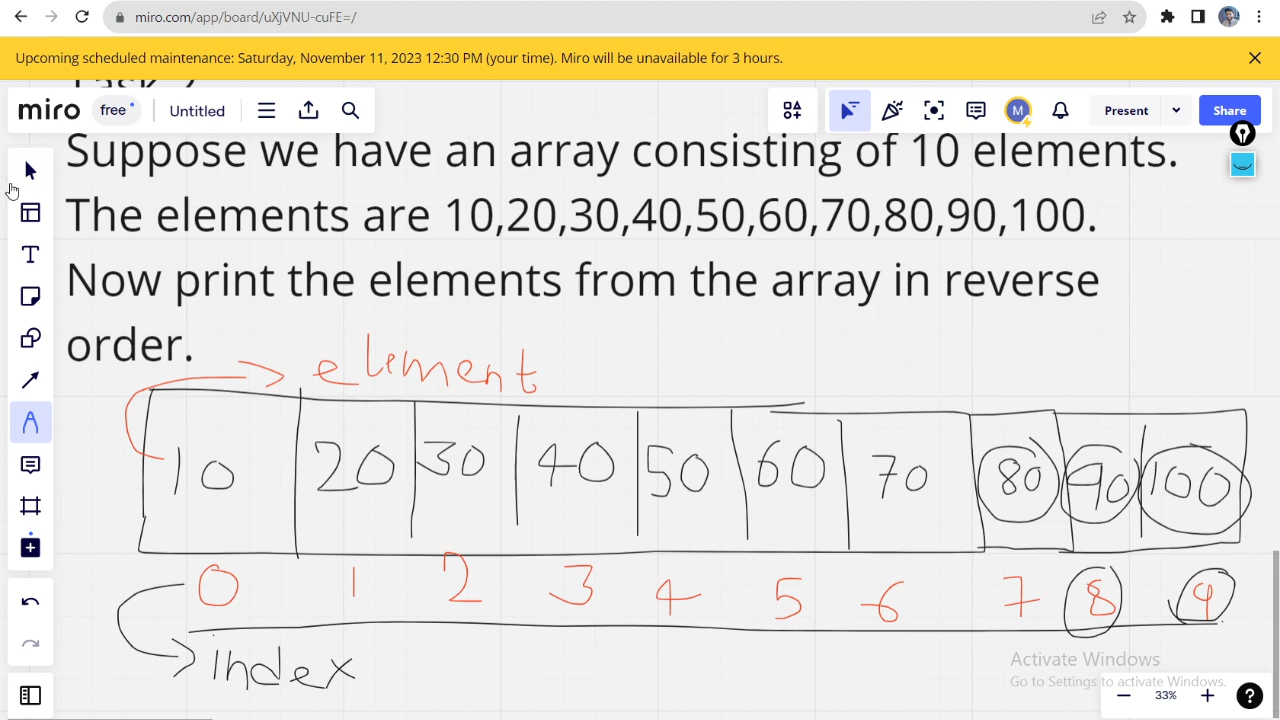 miro.com/app/board/uXjVNU-cuFE=/
Upcoming scheduled maintenance: Saturday, November 11, 2023 12:30 PM (your time). Miro will be unavailable for 3 hours.
miro free Untitled M Present Share
Suppose we have an array consisting of 10 elements.
The elements are 10,20,30,40,50,60,70,80,90,100.
Now print the elements from the array in reverse
order.
element
10 20 30 40 50 60 70 80 90 100
0 1 2 3 4 5 6 7 8 9
index
Activate Windows
Go to Settings to activate Windows.
33%